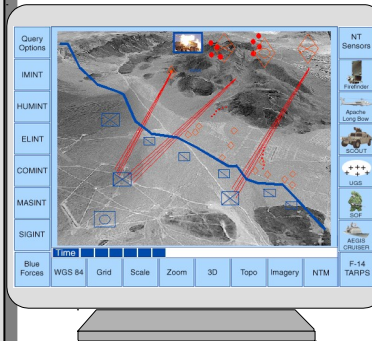 Query
Options
IMINT
HUMINT
ELINT
COMINT
MASINT
SIGINT
Blue
Forces
Time
WGS 84
Grid
Scale
Zoom
3D
Topo
Imagery
NTM
NT
Sensors
Firefinder
Apache
Long Bow
SCOUT
UGS
SOF
AEGIS
CRUISER
F-14
TARPS